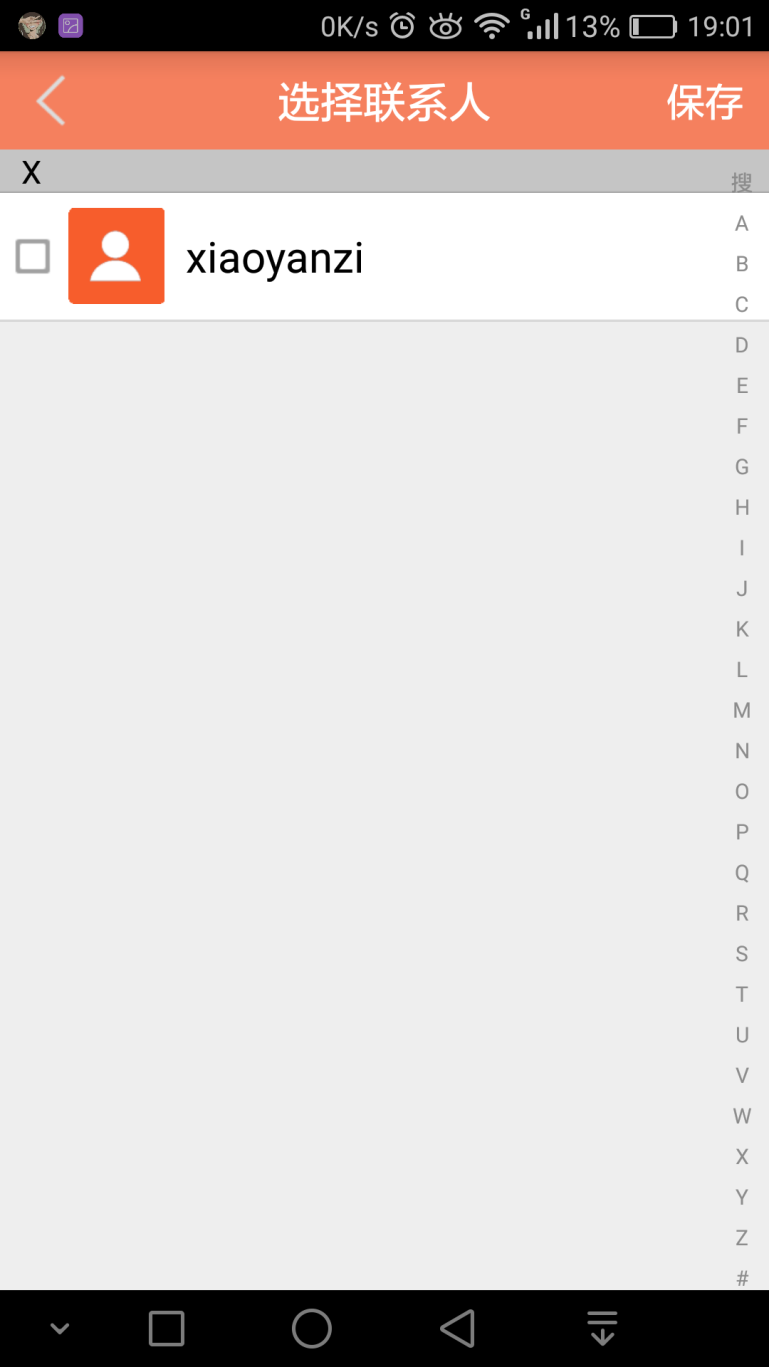 0K/s G 13% 19:01
选择联系人 保存
X
搜
xiaoyanzi
A
B
C
D
E
F
G
H
I
J
K
L
M
N
O
P
Q
R
S
T
U
V
W
X
Y
Z
#